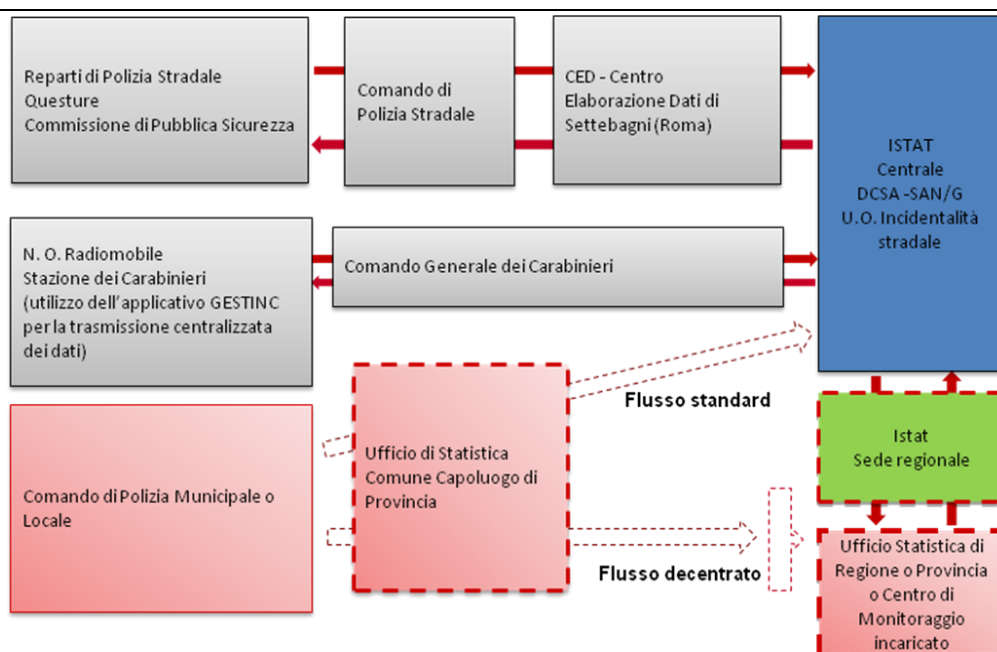 Reparti di Polizia Stradale
Questure
Commissione di Pubblica Sicurezza
Comando di
Polizia Stradale
CED - Centro
Elaborazione Dati di
Settebagni (Roma)
ISTAT
Centrale
DCSA -SAN/G
U.O. Incidentalità
stradale
N. O. Radiomobile
Stazione dei Carabinieri
(utilizzo dell'applicativo GESTINC
per la trasmissione centralizzata
dei dati)
Comando Generale dei Carabinieri
Flusso standard
Istat
Sede regionale
Comando di Polizia Municipale o
Locale
Ufficio di Statistica
Comune Capoluogo di
Provincia
Flusso decentrato
Ufficio Statistica di
Regione o Provincia
o Centro di
Monitoraggio
incaricato